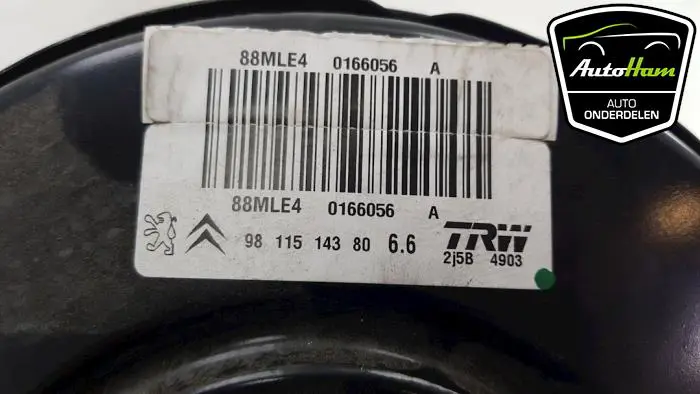 88MLE4 0166056 A
88MLE4 0166056 A
98 115 143 80 6.6
TRW
2j5B 4903
AutoHam
AUTO
ONDERDELEN